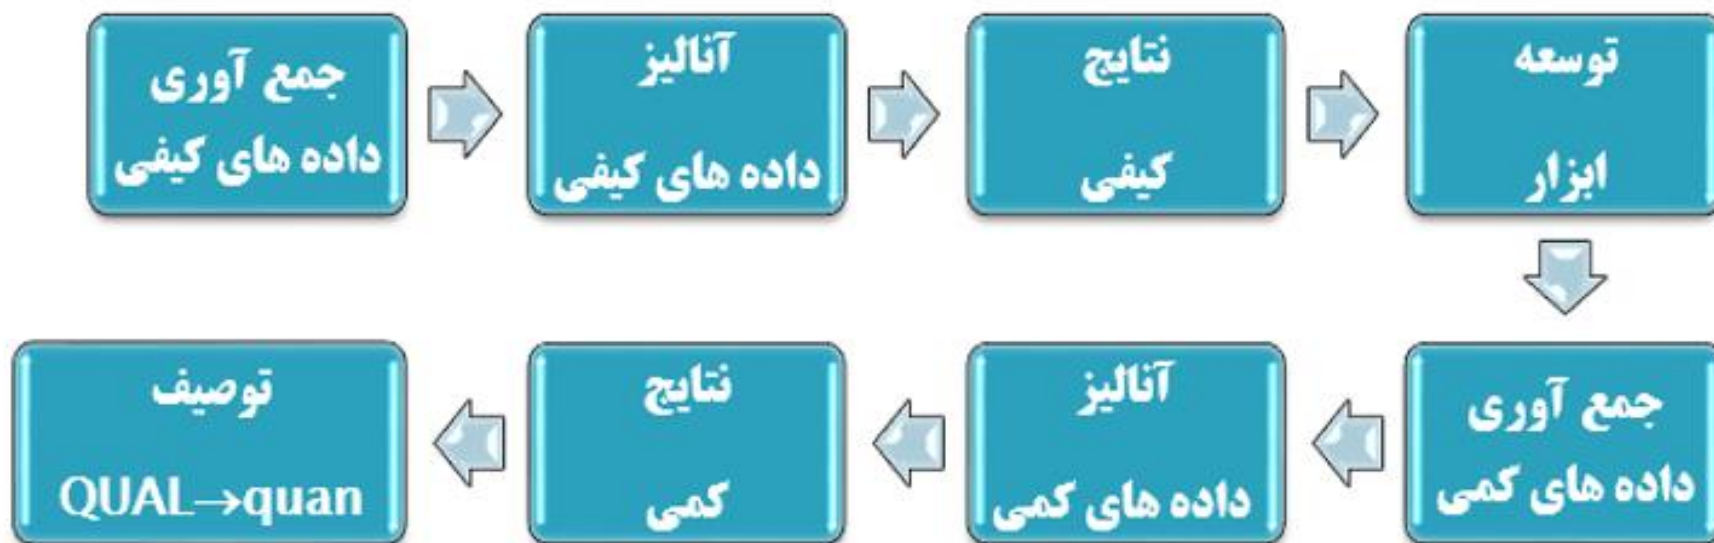 جمع آوری
داده های کیفی
آنالیز
داده های کیفی
نتایج
کیفی
توسعه
ابزار
جمع آوری
داده های کمی
آنالیز
داده های کمی
نتایج
کمی
توصیف
QUAL→quan